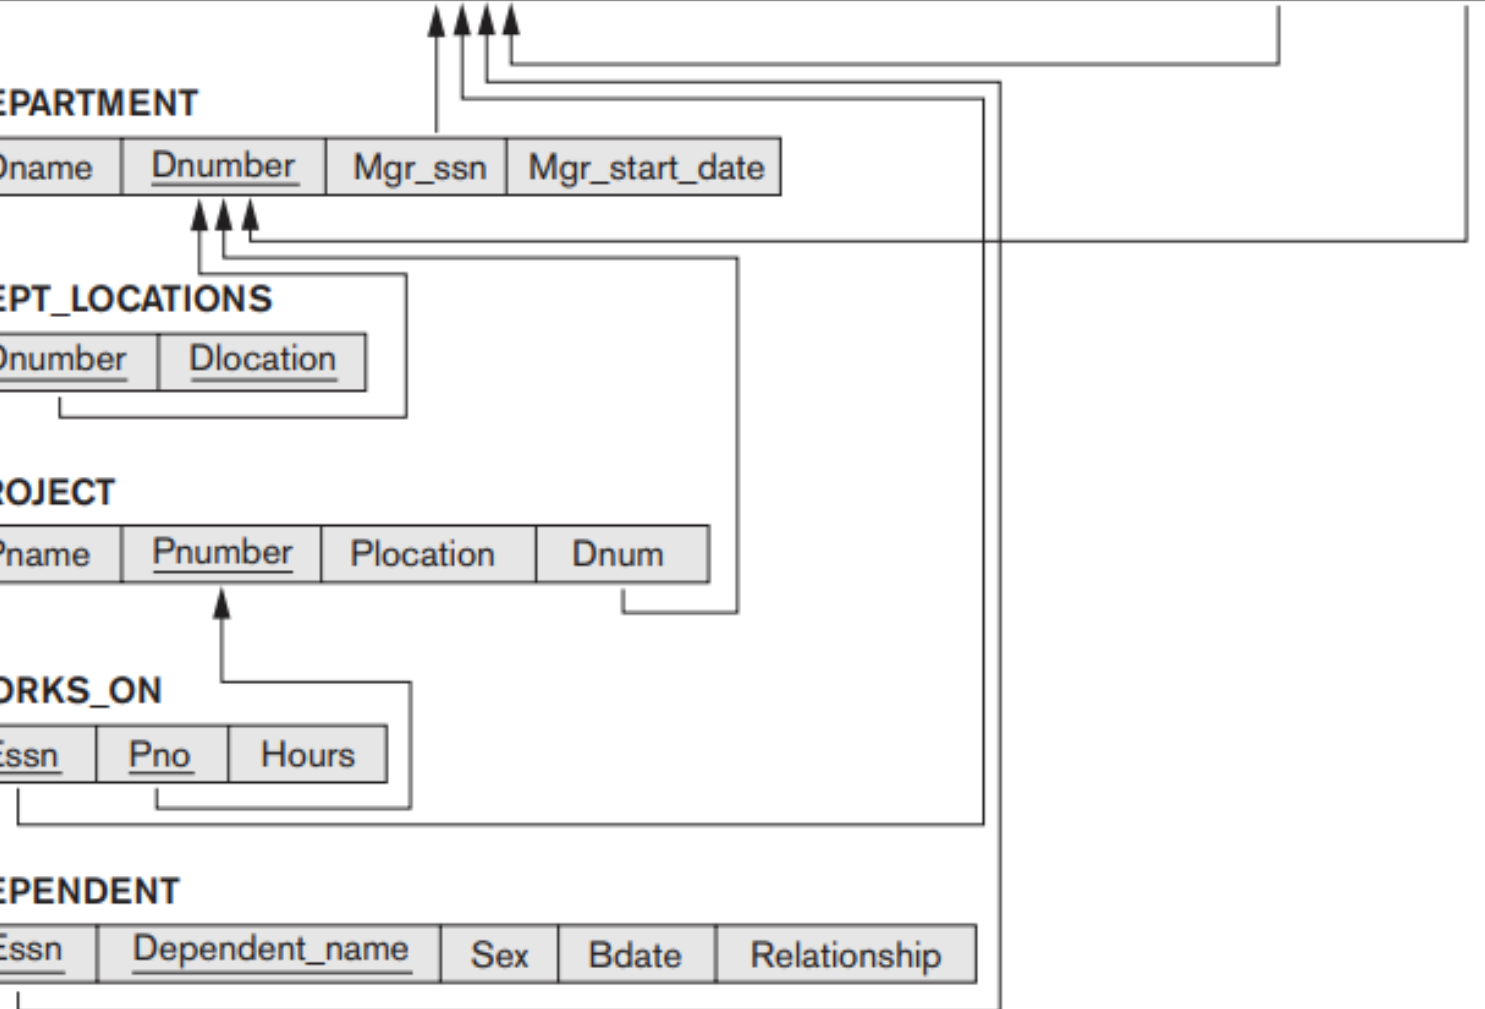 EPARTMENT
Dname Dnumber Mgr_ssn Mgr_start_date
EPT_LOCATIONS
Dnumber Dlocation
ROJECT
Pname Pnumber Plocation Dnum
ORKS_ON
Essn Pno Hours
EPENDENT
Essn Dependent_name Sex Bdate Relationship